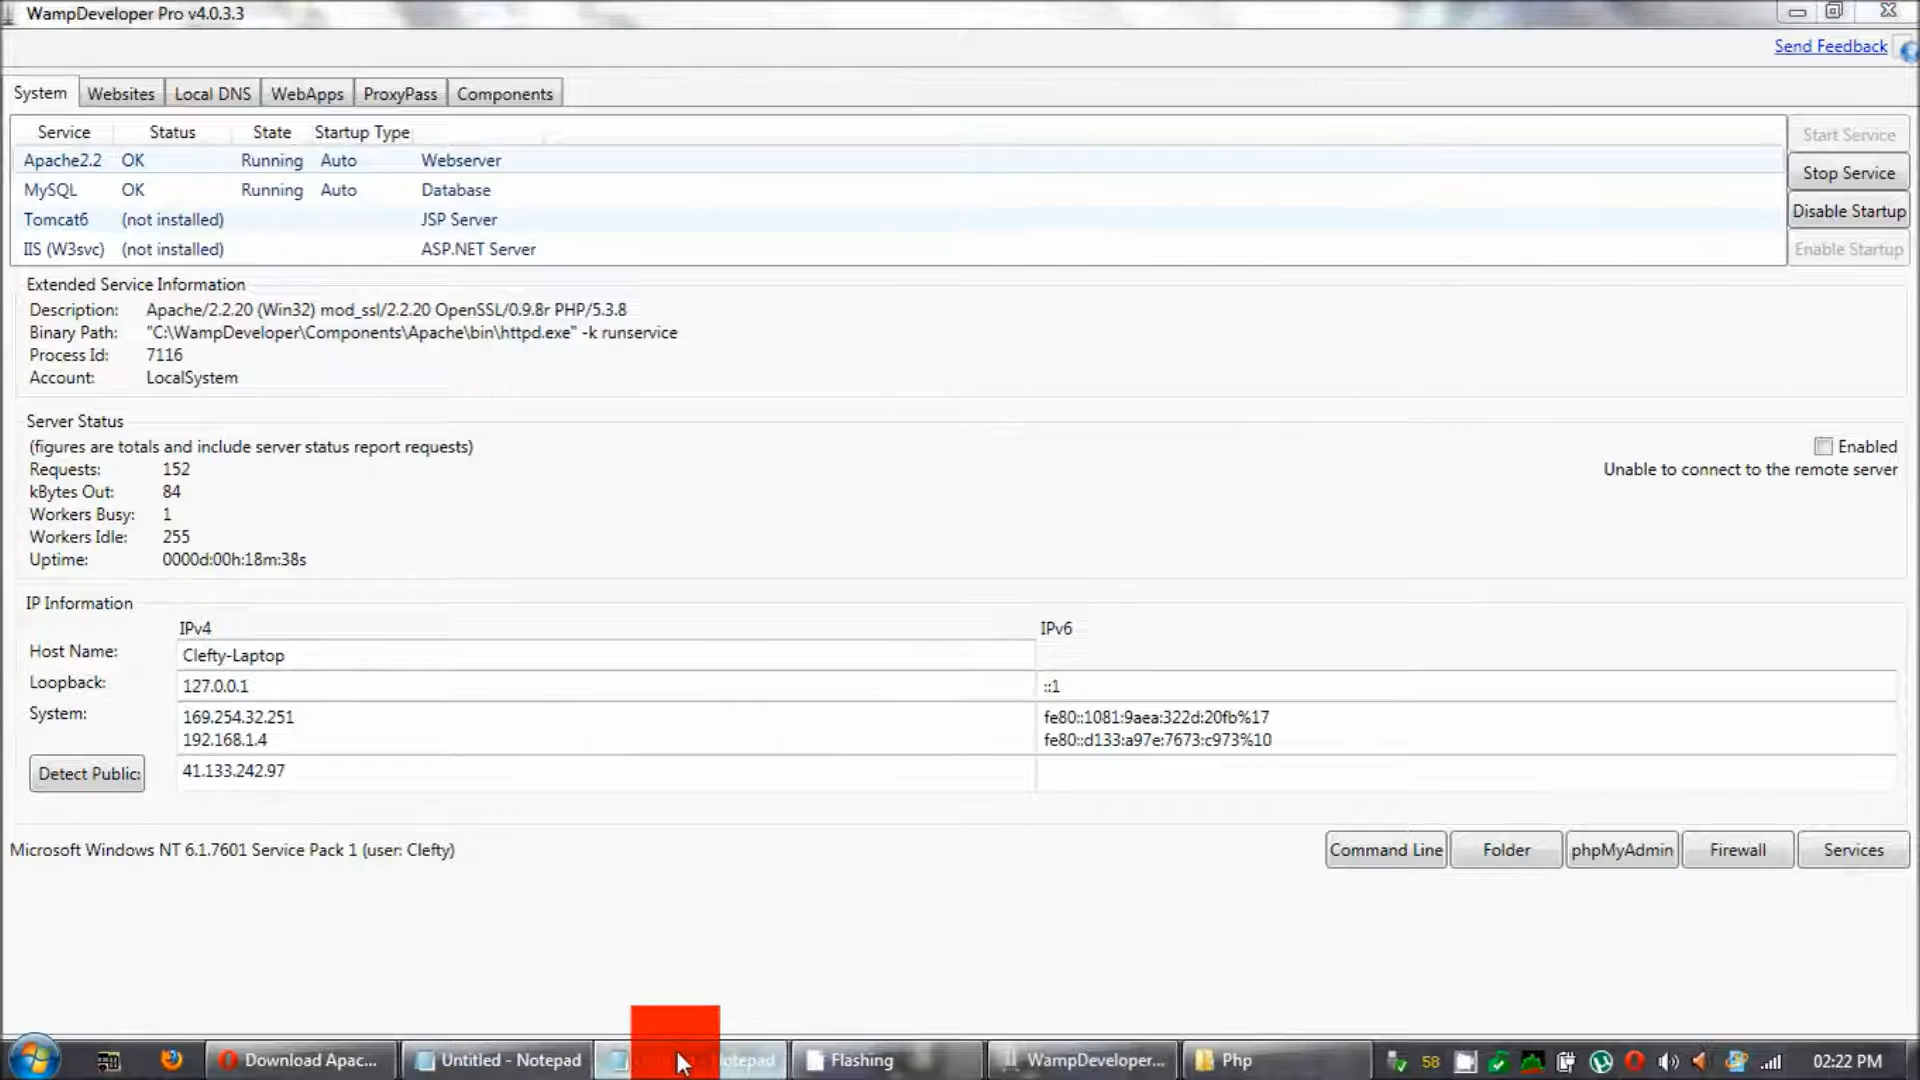 WampDeveloper Pro v4.0.3.3
Send Feedback
System Websites Local DNS WebApps ProxyPass Components
Service Status State Startup Type
Apache2.2 OK Running Auto Webserver
MySQL OK Running Auto Database
Tomcat6 (not installed) JSP Server
IIS (W3svc) (not installed) ASP.NET Server
Start Service
Stop Service
Disable Startup
Enable Startup
Extended Service Information
Description: Apache/2.2.20 (Win32) mod_ssl/2.2.20 OpenSSL/0.9.8r PHP/5.3.8
Binary Path: "C:\WampDeveloper\Components\Apache\bin\httpd.exe" -k runservice
Process Id: 7116
Account: LocalSystem
Server Status
(figures are totals and include server status report requests)
Enabled
Requests: 152
Unable to connect to the remote server
kBytes Out: 84
Workers Busy: 1
Workers Idle: 255
Uptime: 0000d:00h:18m:38s
IP Information
IPv4 IPv6
Host Name: Clefty-Laptop
Loopback: 127.0.0.1 ::1
System: 169.254.32.251 fe80::1081:9aea:322d:20fb%17
192.168.1.4 fe80::d133:a97e:7673:c973%10
Detect Public: 41.133.242.97
Microsoft Windows NT 6.1.7601 Service Pack 1 (user: Clefty)
Command Line Folder phpMyAdmin Firewall Services
Download Apac... Untitled - Notepad Flashing WampDeveloper... Php 58 02:22 PM